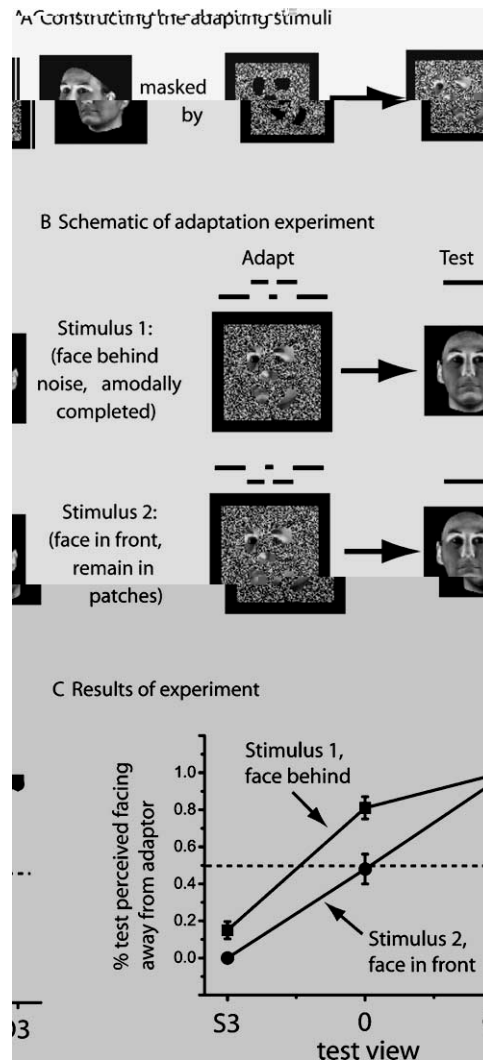 A Constructing the adapting stimuli
masked
by
B Schematic of adaptation experiment
Adapt
Test
Stimulus 1:
(face behind
noise, amodally
completed)
Stimulus 2:
(face in front,
remain in
patches)
C Results of experiment
Stimulus 1,
face behind
Stimulus 2,
face in front
% test perceived facing
away from adaptor
1.0
0.8
0.6
0.4
0.2
0.0
S3
0
test view